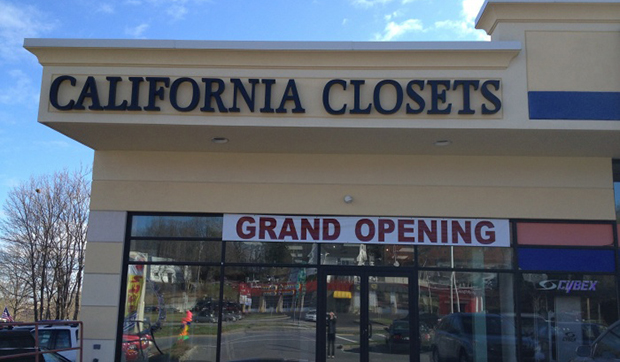 CALIFORNIA CLOSETS
GRAND OPENING
CYBEX